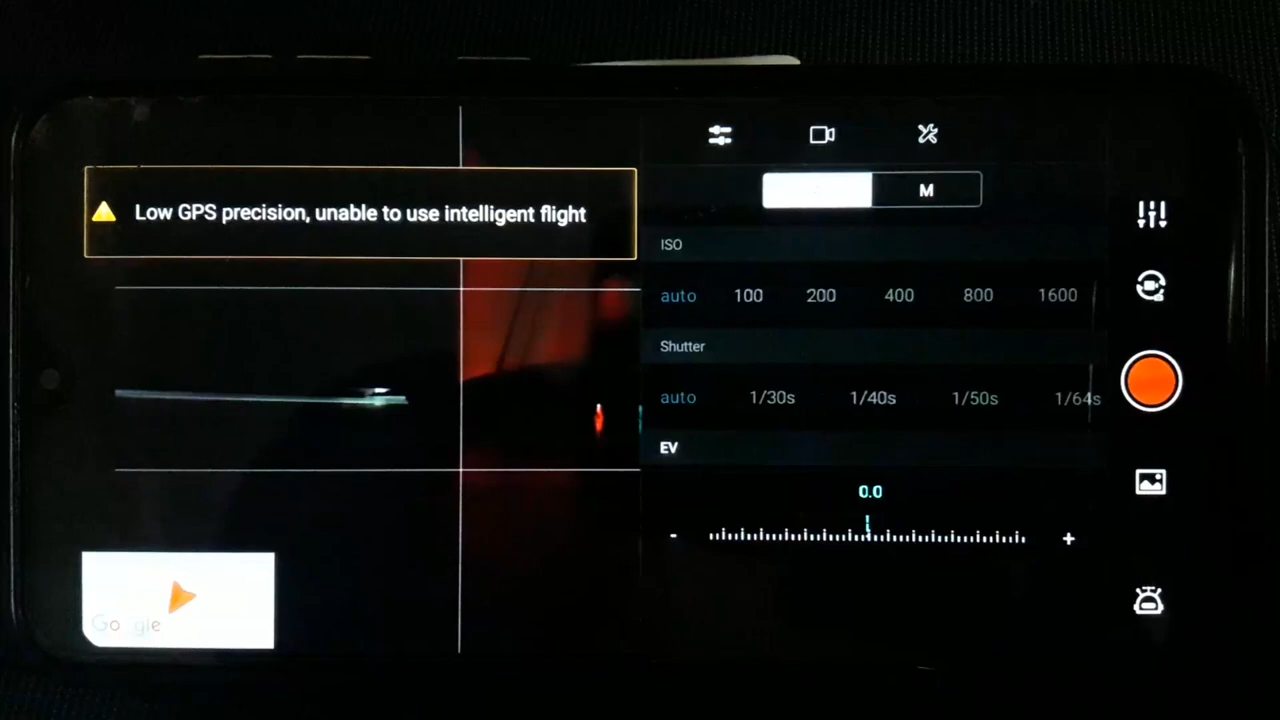 Low GPS precision, unable to use intelligent flight
M
ISO
auto 100 200 400 800 1600
Shutter
auto 1/30s 1/40s 1/50s 1/64s
EV
0.0
- +
Google